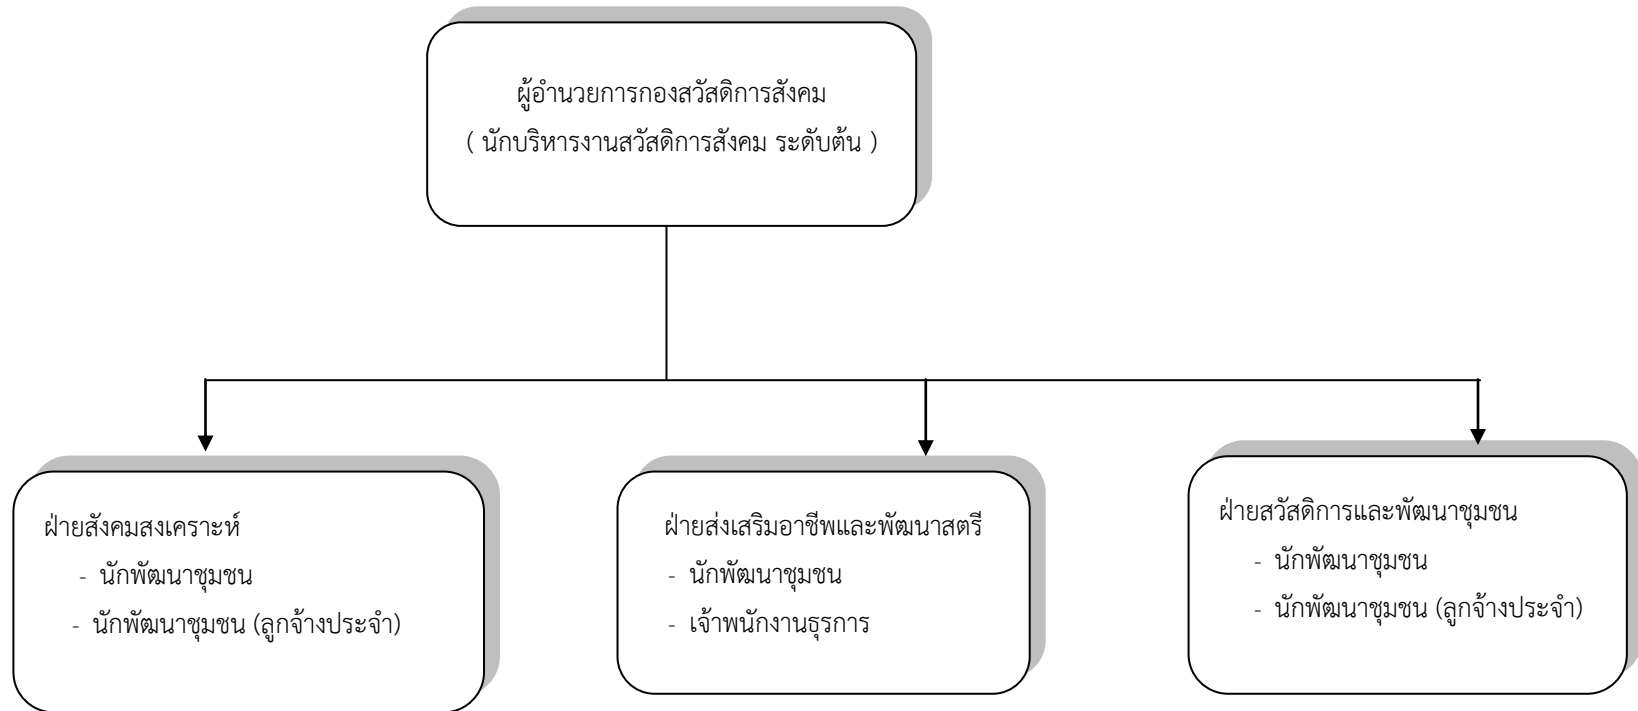 ผู้อำนวยการกองสวัสดิการสังคม
( นักบริหารงานสวัสดิการสังคม ระดับต้น )
ฝ่ายสังคมสงเคราะห์
- นักพัฒนาชุมชน
- นักพัฒนาชุมชน (ลูกจ้างประจำ)
ฝ่ายส่งเสริมอาชีพและพัฒนาสตรี
- นักพัฒนาชุมชน
- เจ้าพนักงานธุรการ
ฝ่ายสวัสดิการและพัฒนาชุมชน
- นักพัฒนาชุมชน
- นักพัฒนาชุมชน (ลูกจ้างประจำ)